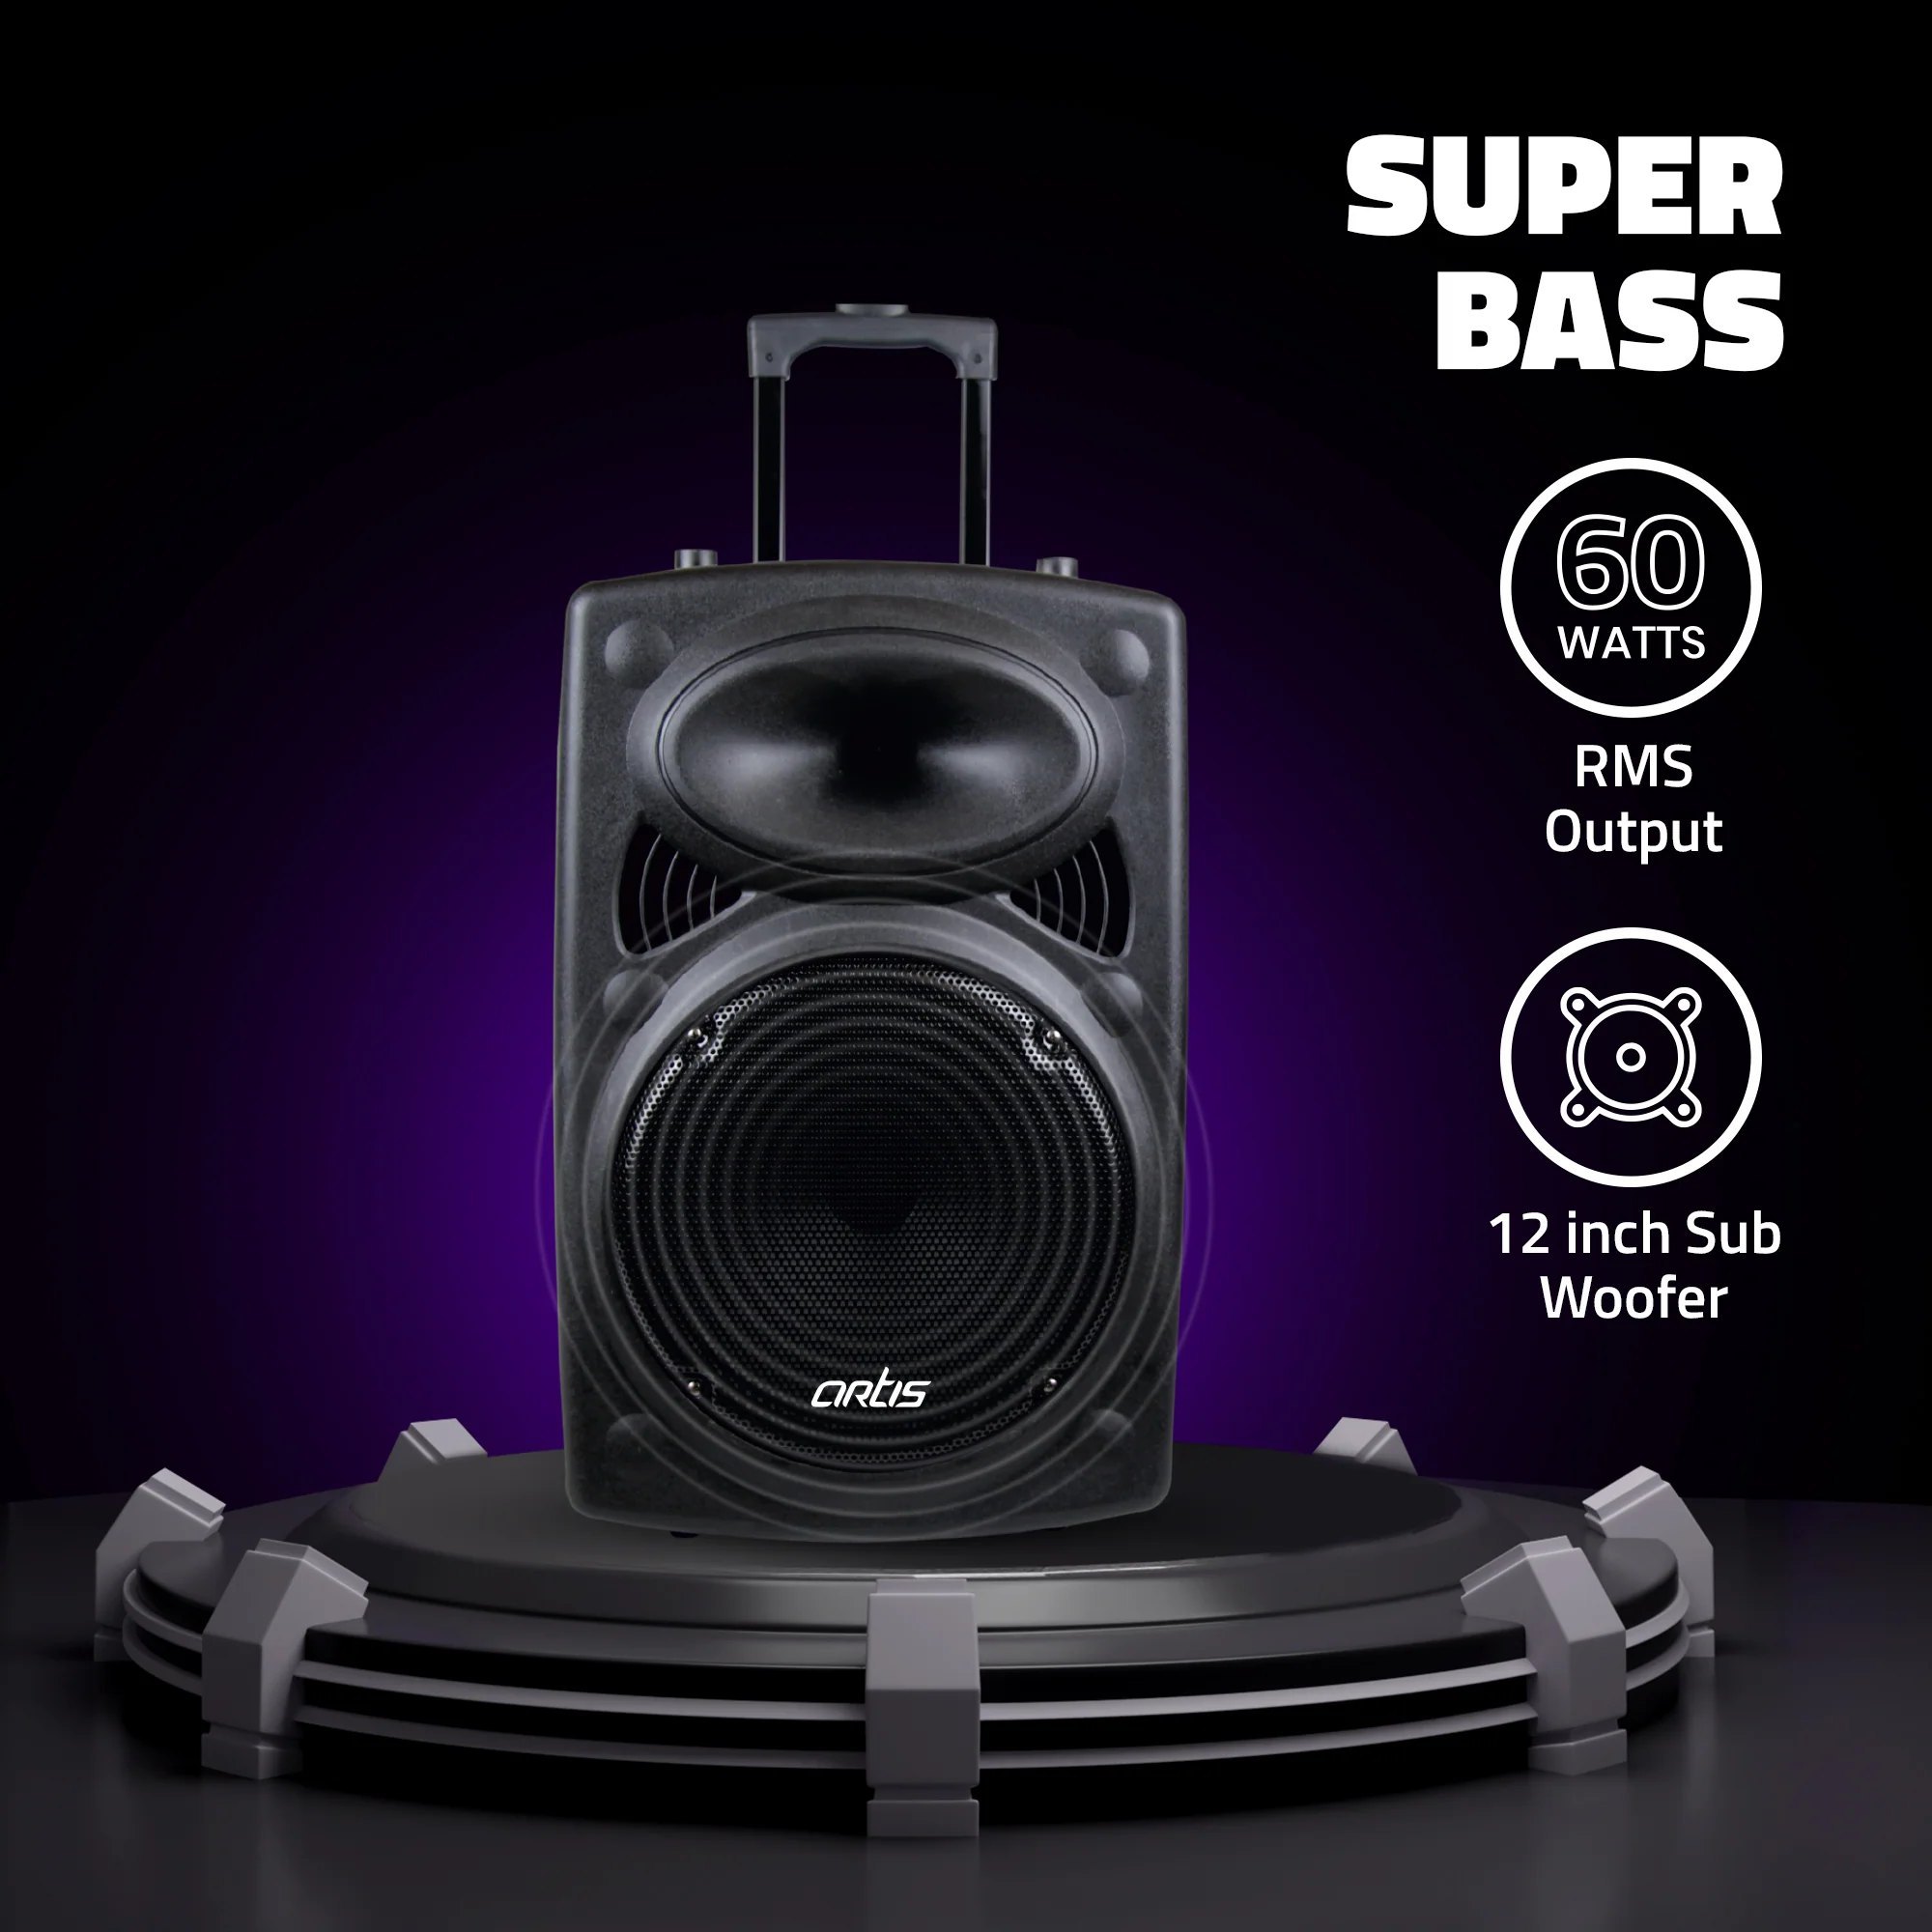 SUPER
BASS
60
WATTS
RMS
Output
12 inch Sub
Woofer
artis